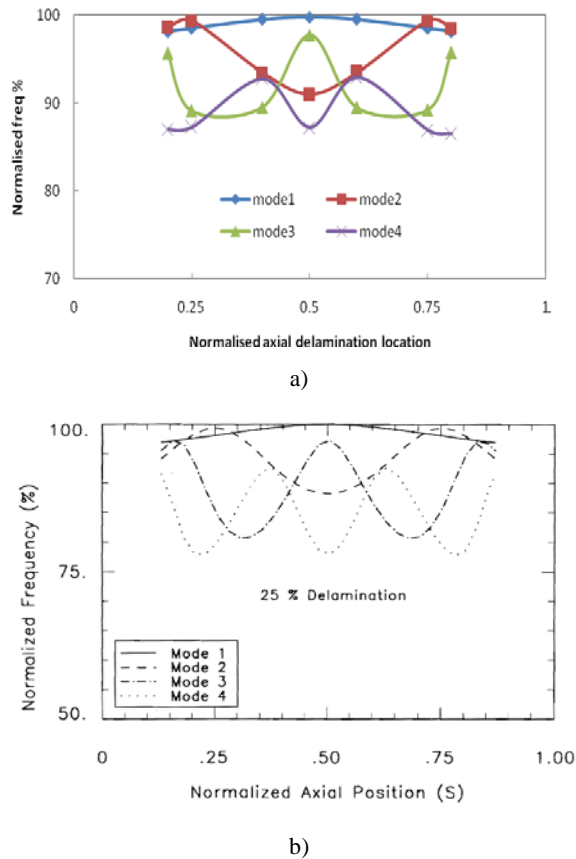 100
90
80
70
Normalised freq %
mode1
mode2
mode3
mode4
0
0.25
0.5
0.75
1.
Normalised axial delamination location
a)
100.
75.
50.
Normalized Frequency (%)
25 % Delamination
Mode 1
Mode 2
Mode 3
Mode 4
0
.25
.50
.75
1.00
Normalized Axial Position (S)
b)